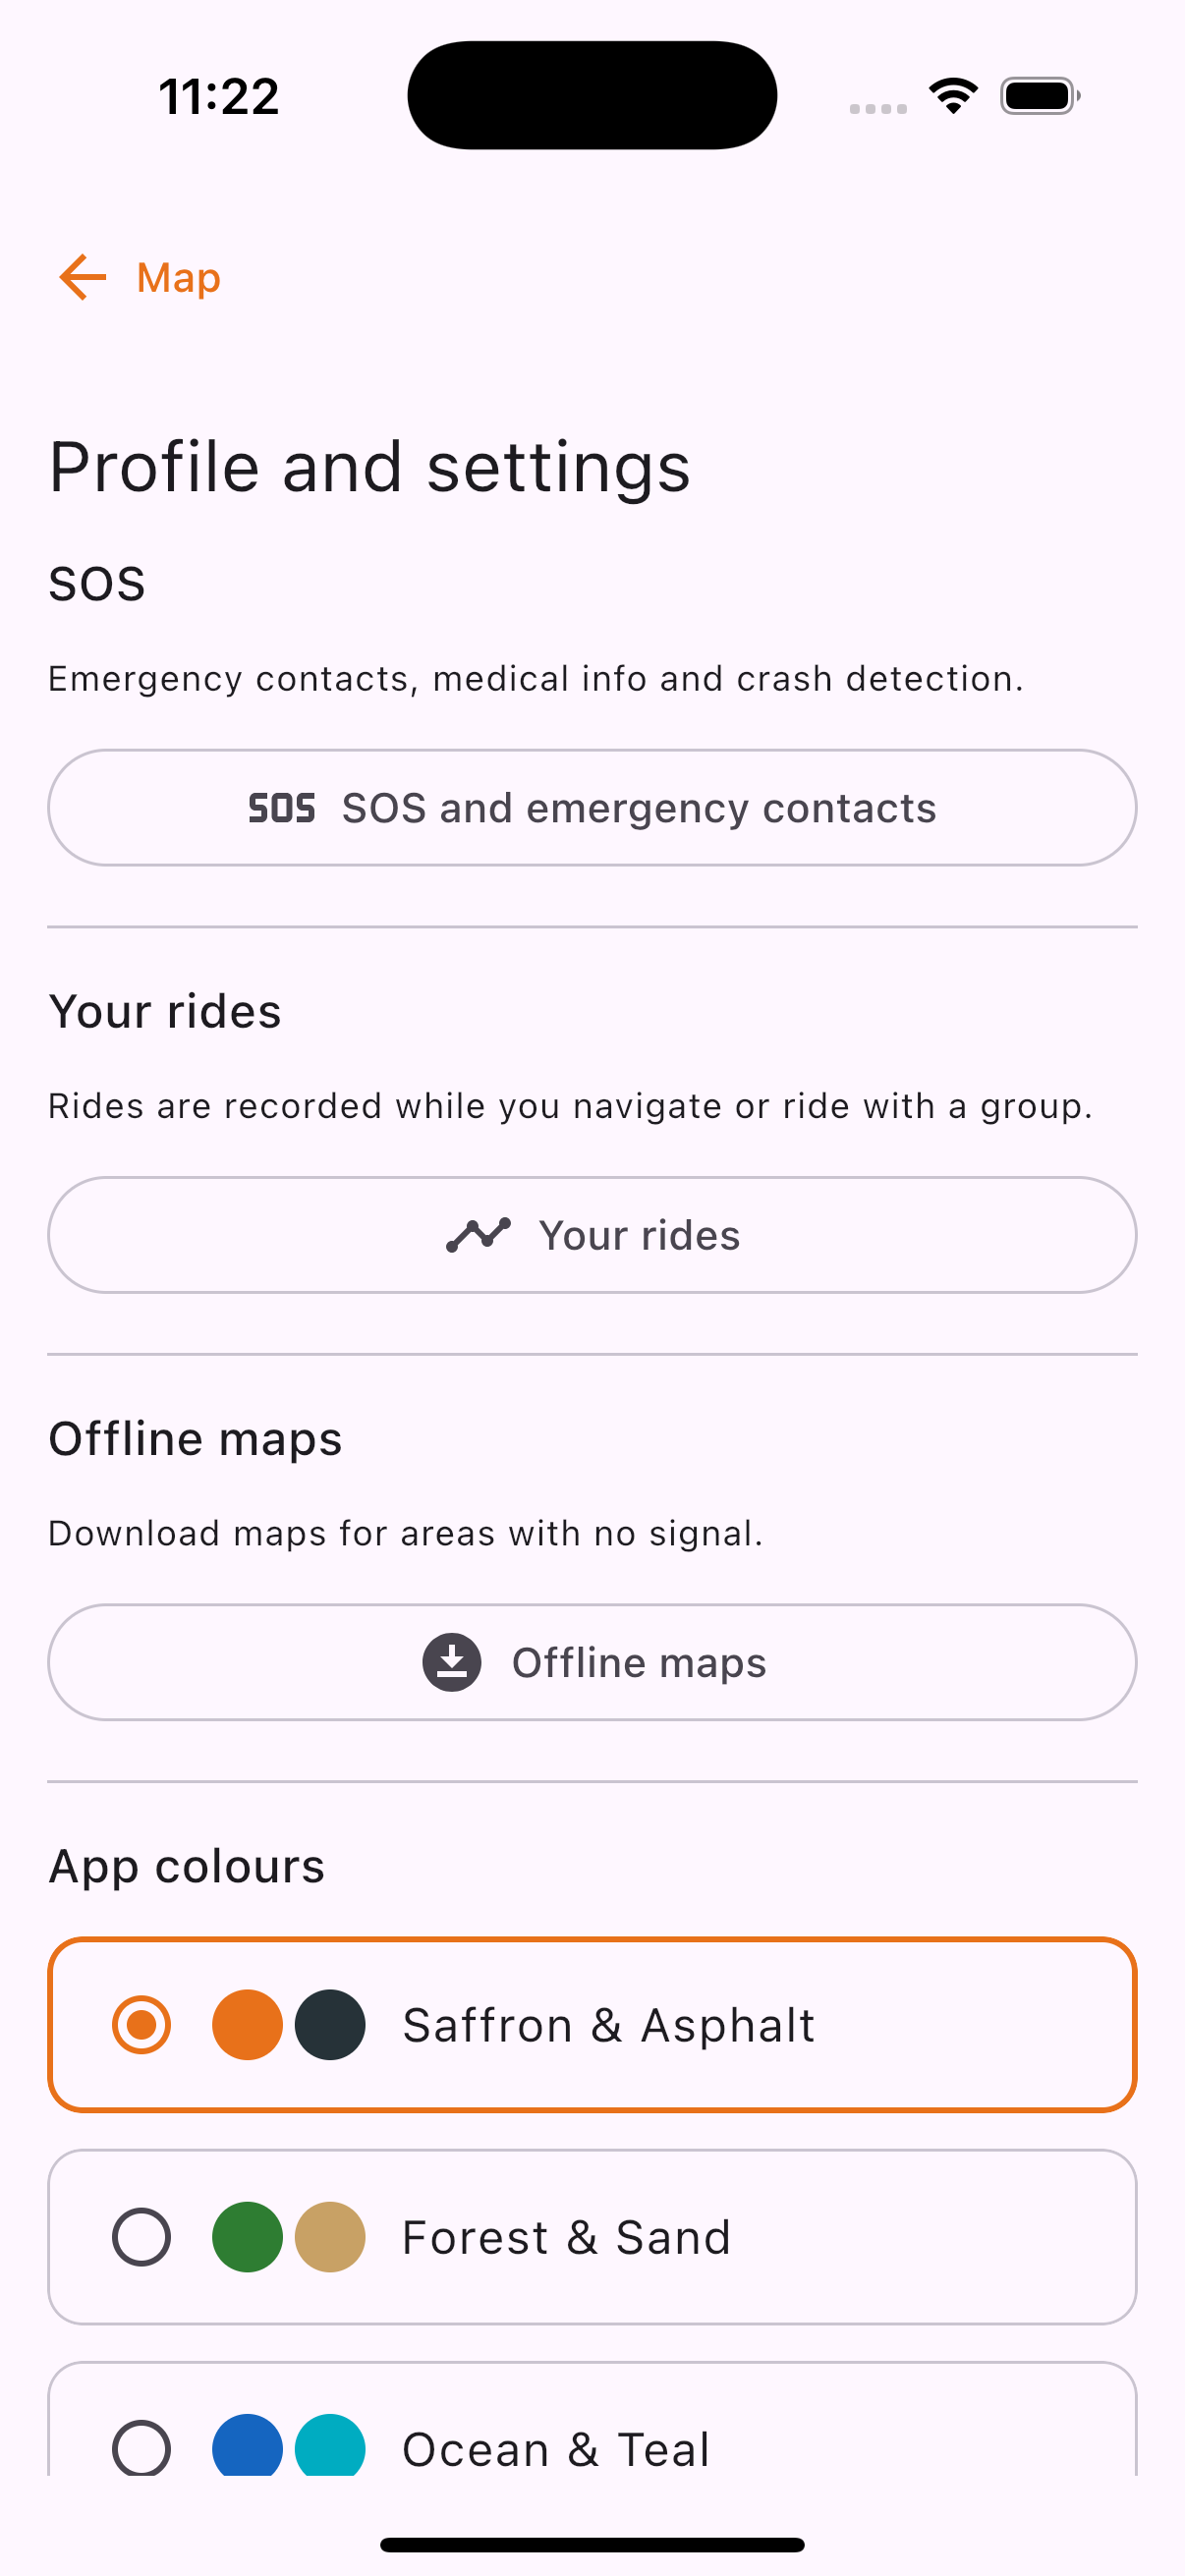 11:22
Map
Profile and settings
sos
Emergency contacts, medical info and crash detection.
SOS SOS and emergency contacts
Your rides
Rides are recorded while you navigate or ride with a group.
Your rides
Offline maps
Download maps for areas with no signal.
Offline maps
App colours
Saffron & Asphalt
Forest & Sand
Ocean & Teal